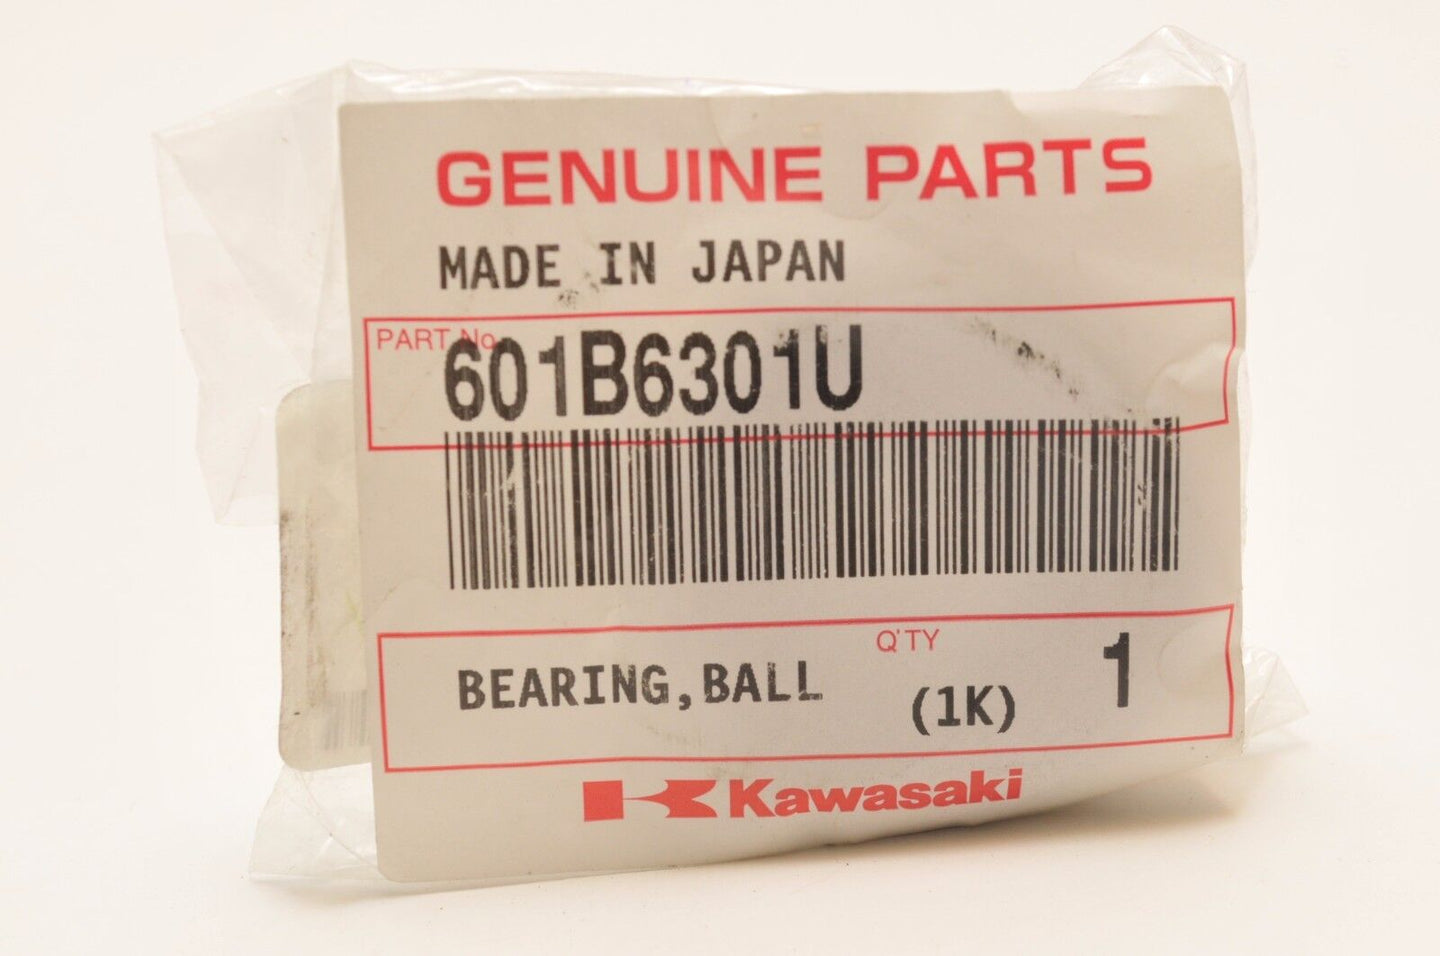 GENUINE PARTS
MADE IN JAPAN
PART No.
601B6301U
Q'TY
BEARING,BALL (1K) 1
Kawasaki